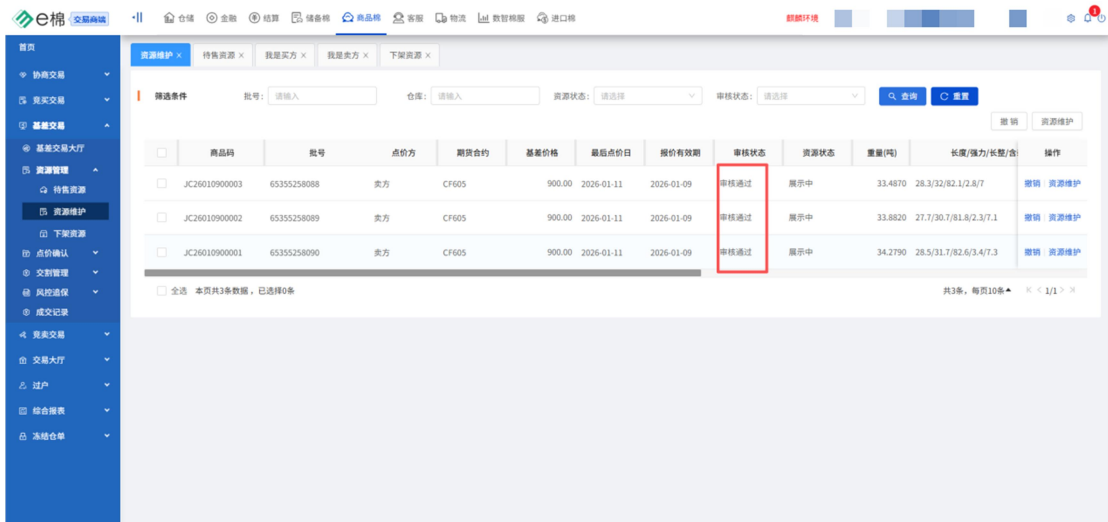 e棉 交易商端
仓储 金融 结算 储备棉 商品棉 客服 物流 数智棉服 进口棉 麒麟环境 1
首页
协商交易
竞买交易
基差交易
基差交易大厅
资源管理
待售资源
资源维护
下架资源
点价确认
交割管理
风控追保
成交记录
竞卖交易
交易大厅
过户
综合报表
冻结仓单
资源维护 × 待售资源 × 我是买方 × 我是卖方 × 下架资源 ×
筛选条件 批号: 请输入 仓库: 请输入 资源状态: 请选择 审核状态: 请选择 查询 重置
撤销 资源维护
商品码 批号 点价方 期货合约 基差价格 最后点价日 报价有效期 审核状态 资源状态 重量(吨) 长度/强力/长整/含 操作
JC26010900003 65355258088 卖方 CF605 900.00 2026-01-11 2026-01-09 审核通过 展示中 33.4870 28.3/32/82.1/2.8/7 撤销 资源维护
JC26010900002 65355258089 卖方 CF605 900.00 2026-01-11 2026-01-09 审核通过 展示中 33.8820 27.7/30.7/81.8/2.3/7.1 撤销 资源维护
JC26010900001 65355258090 卖方 CF605 900.00 2026-01-11 2026-01-09 审核通过 展示中 34.2790 28.5/31.7/82.6/3.4/7.3 撤销 资源维护
全选 本页共3条数据，已选择0条 共3条，每页10条 K < 1/1 >